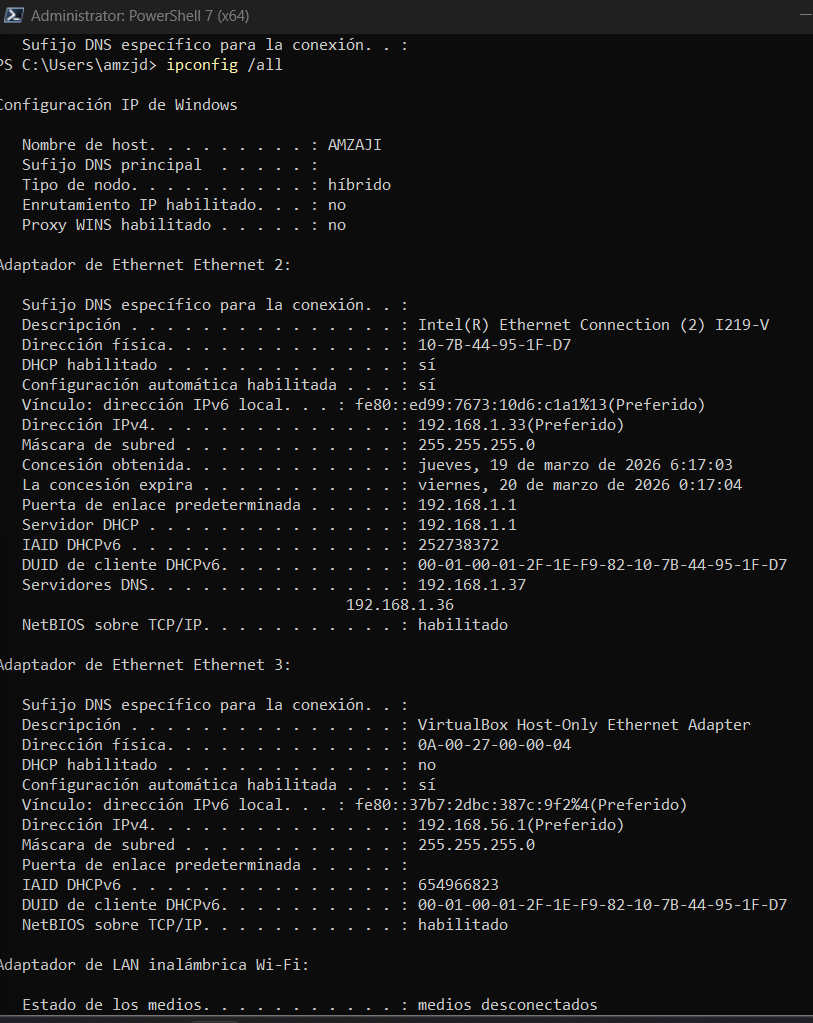 Administrator: PowerShell 7 (x64)
Sufijo DNS específico para la conexión. . :
PS C:\Users\amzjd> ipconfig /all
Configuración IP de Windows
Nombre de host. . . . . . . . . : AMZAJI
Sufijo DNS principal  . . . . . :
Tipo de nodo. . . . . . . . . . : híbrido
Enrutamiento IP habilitado. . . : no
Proxy WINS habilitado . . . . . : no
Adaptador de Ethernet Ethernet 2:
Sufijo DNS específico para la conexión. . :
Descripción . . . . . . . . . . . . . . . : Intel(R) Ethernet Connection (2) I219-V
Dirección física. . . . . . . . . . . . . : 10-7B-44-95-1F-D7
DHCP habilitado . . . . . . . . . . . . . : sí
Configuración automática habilitada . . . : sí
Vínculo: dirección IPv6 local. . . : fe80::ed99:7673:10d6:c1a1%13(Preferido)
Dirección IPv4. . . . . . . . . . . . . . : 192.168.1.33(Preferido)
Máscara de subred . . . . . . . . . . . . : 255.255.255.0
Concesión obtenida. . . . . . . . . . . . : jueves, 19 de marzo de 2026 6:17:03
La concesión expira . . . . . . . . . . . : viernes, 20 de marzo de 2026 0:17:04
Puerta de enlace predeterminada . . . . . : 192.168.1.1
Servidor DHCP . . . . . . . . . . . . . . : 192.168.1.1
IAID DHCPv6 . . . . . . . . . . . . . . . : 252738372
DUID de cliente DHCPv6. . . . . . . . . . : 00-01-00-01-2F-1E-F9-82-10-7B-44-95-1F-D7
Servidores DNS. . . . . . . . . . . . . . : 192.168.1.37
192.168.1.36
NetBIOS sobre TCP/IP. . . . . . . . . . . : habilitado
Adaptador de Ethernet Ethernet 3:
Sufijo DNS específico para la conexión. . :
Descripción . . . . . . . . . . . . . . . : VirtualBox Host-Only Ethernet Adapter
Dirección física. . . . . . . . . . . . . : 0A-00-27-00-00-04
DHCP habilitado . . . . . . . . . . . . . : no
Configuración automática habilitada . . . : sí
Vínculo: dirección IPv6 local. . . : fe80::37b7:2dbc:387c:9f2%4(Preferido)
Dirección IPv4. . . . . . . . . . . . . . : 192.168.56.1(Preferido)
Máscara de subred . . . . . . . . . . . . : 255.255.255.0
Puerta de enlace predeterminada . . . . . :
IAID DHCPv6 . . . . . . . . . . . . . . . : 654966823
DUID de cliente DHCPv6. . . . . . . . . . : 00-01-00-01-2F-1E-F9-82-10-7B-44-95-1F-D7
NetBIOS sobre TCP/IP. . . . . . . . . . . : habilitado
Adaptador de LAN inalámbrica Wi-Fi:
Estado de los medios. . . . . . . . . . . : medios desconectados